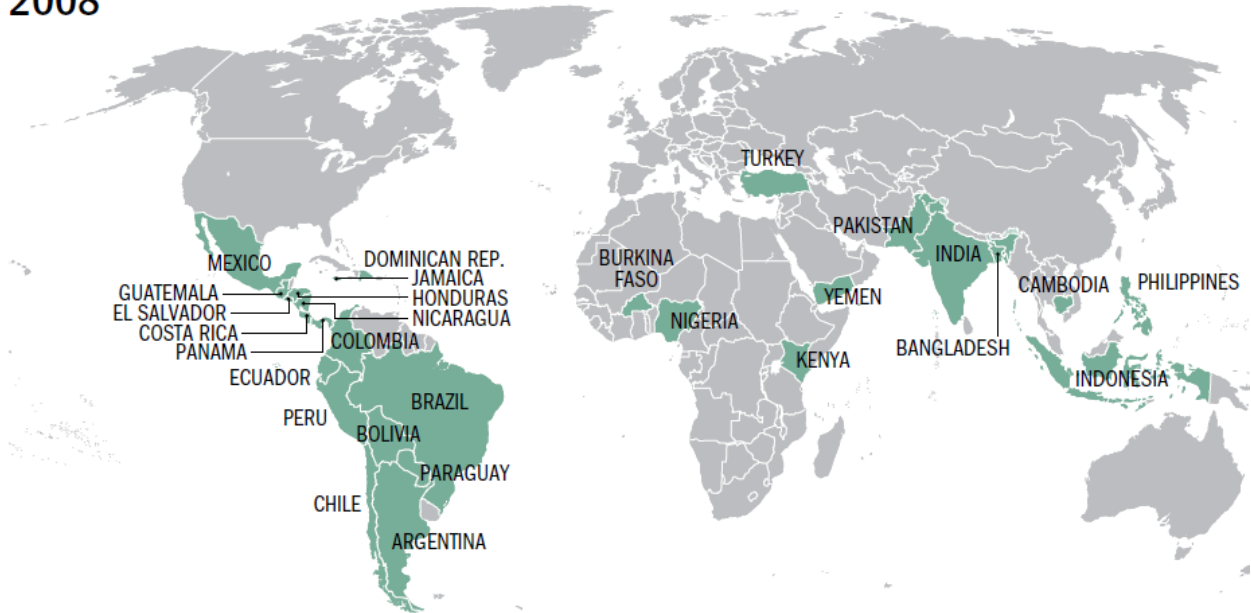 2008
TURKEY
PAKISTAN
MEXICO
DOMINICAN REP.
JAMAICA
BURKINA
FASO
INDIA
CAMBODIA
PHILIPPINES
GUATEMALA
HONDURAS
YEMEN
EL SALVADOR
NICARAGUA
NIGERIA
COSTA RICA
COLOMBIA
PANAMA
BANGLADESH
KENYA
ECUADOR
INDONESIA
BRAZIL
PERU
BOLIVIA
PARAGUAY
CHILE
ARGENTINA